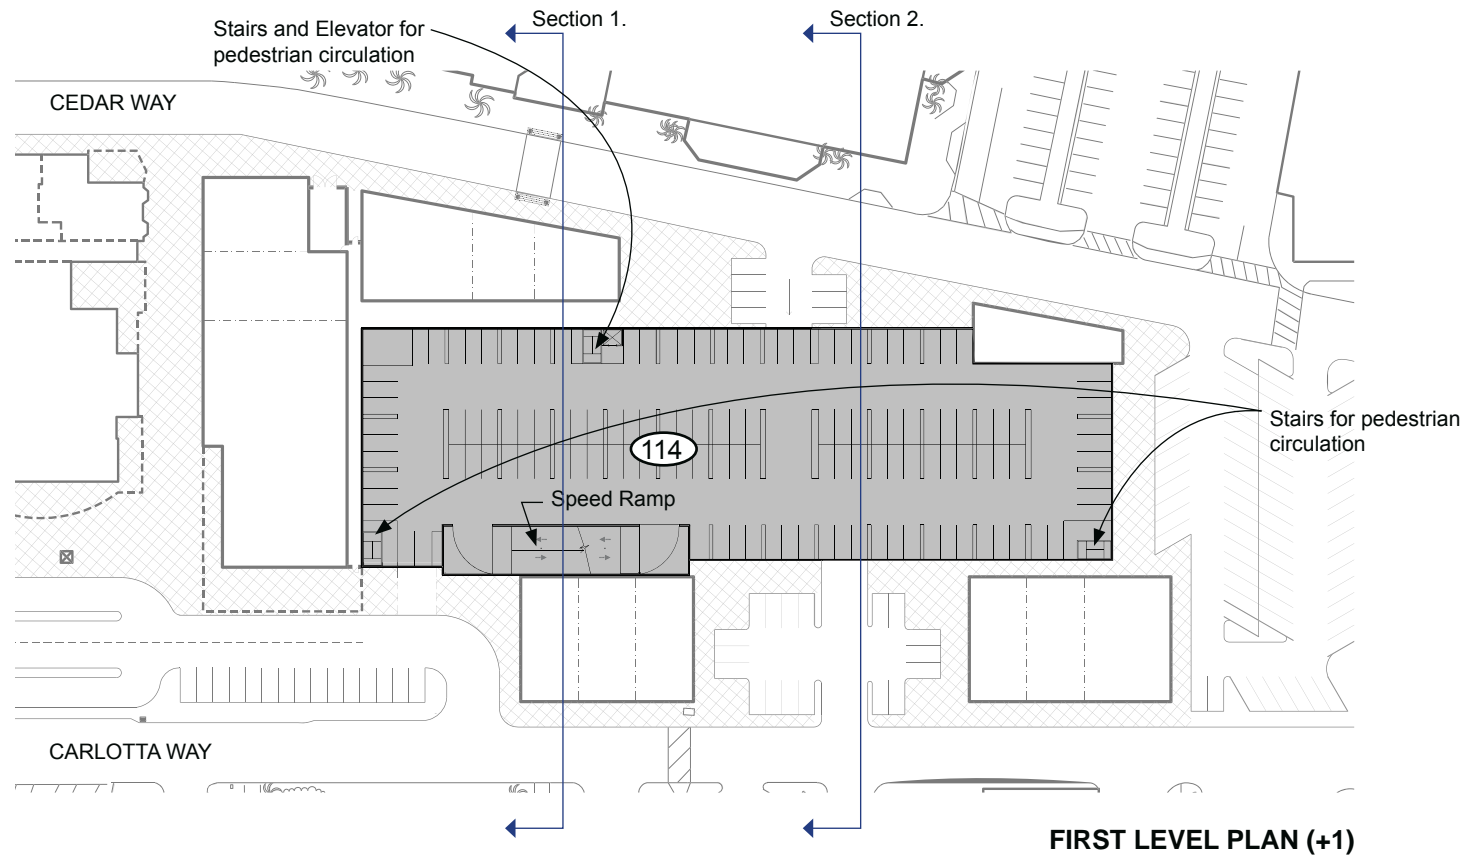 Section 1.
Section 2.
Stairs and Elevator for
pedestrian circulation
CEDAR WAY
Stairs for pedestrian
circulation
114
Speed Ramp
CARLOTTA WAY
FIRST LEVEL PLAN (+1)